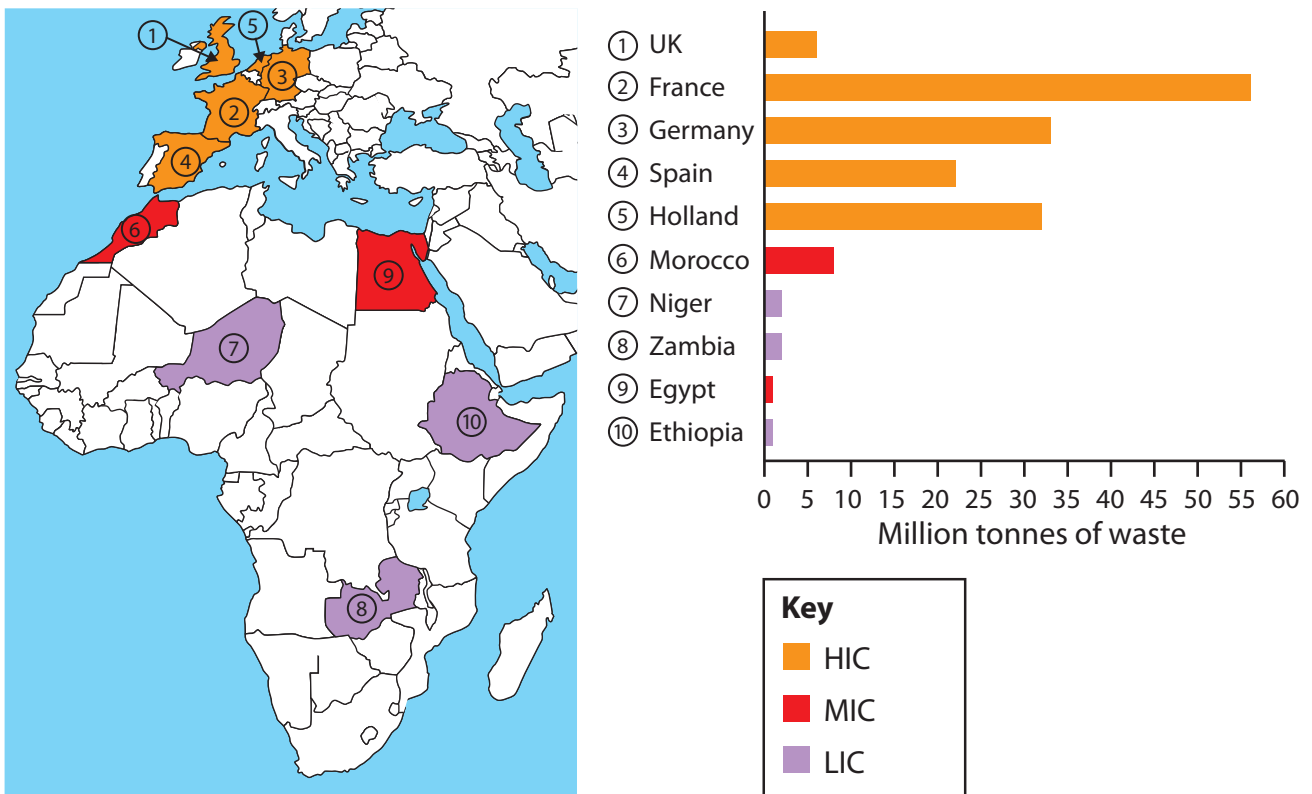 ①
⑤
③
②
④
⑥
⑨
⑦
⑩
⑧
① UK
② France
③ Germany
④ Spain
⑤ Holland
⑥ Morocco
⑦ Niger
⑧ Zambia
⑨ Egypt
⑩ Ethiopia
0 5 10 15 20 25 30 35 40 45 50 55 60
Million tonnes of waste
Key
HIC
MIC
LIC